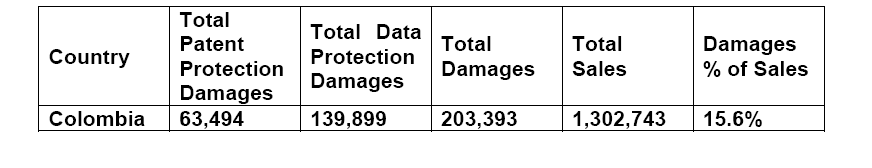 Country
Total
Patent
Protection
Damages
Total Data
Protection
Damages
Total
Damages
Total
Sales
Damages
% of Sales
Colombia 63,494 139,899 203,393 1,302,743 15.6%